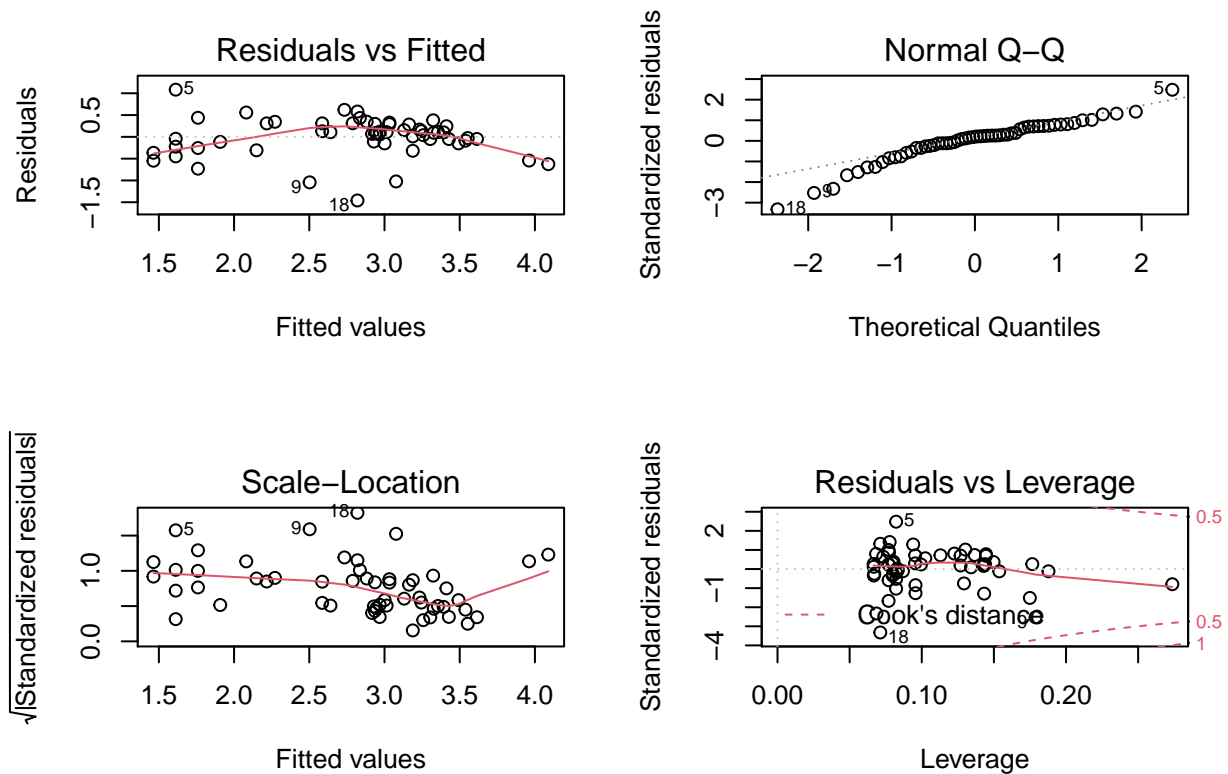 Residuals vs Fitted
Residuals
0.5
−1.5
5
9
18
1.5 2.0 2.5 3.0 3.5 4.0
Fitted values
Normal Q−Q
Standardized residuals
2
0
−3
5
9
18
−2 −1 0 1 2
Theoretical Quantiles
Scale−Location
√|Standardized residuals|
1.0
0.0
5
9
18
1.5 2.0 2.5 3.0 3.5 4.0
Fitted values
Residuals vs Leverage
Standardized residuals
2
−1
−4
5
9
18
Cook's distance
0.5
0.5
1
0.00 0.10 0.20
Leverage